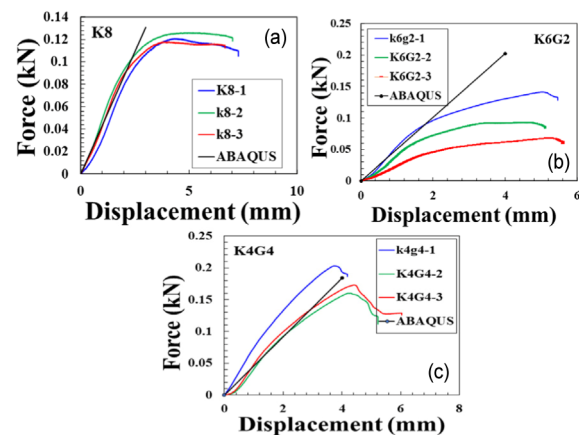 K8
(a)
0.14
0.12
0.1
0.08
0.06
0.04
0.02
0
Force (kN)
K8-1
k8-2
k8-3
ABAQUS
0
5
10
Displacement (mm)
K6G2
(b)
0.25
0.2
0.15
0.1
0.05
0
Force (kN)
k6g2-1
K6G2-2
K6G2-3
ABAQUS
0
2
4
6
Displacement (mm)
K4G4
(c)
0.25
0.2
0.15
0.1
0.05
0
Force (kN)
k4g4-1
K4G4-2
K4G4-3
ABAQUS
0
2
4
6
8
Displacement (mm)